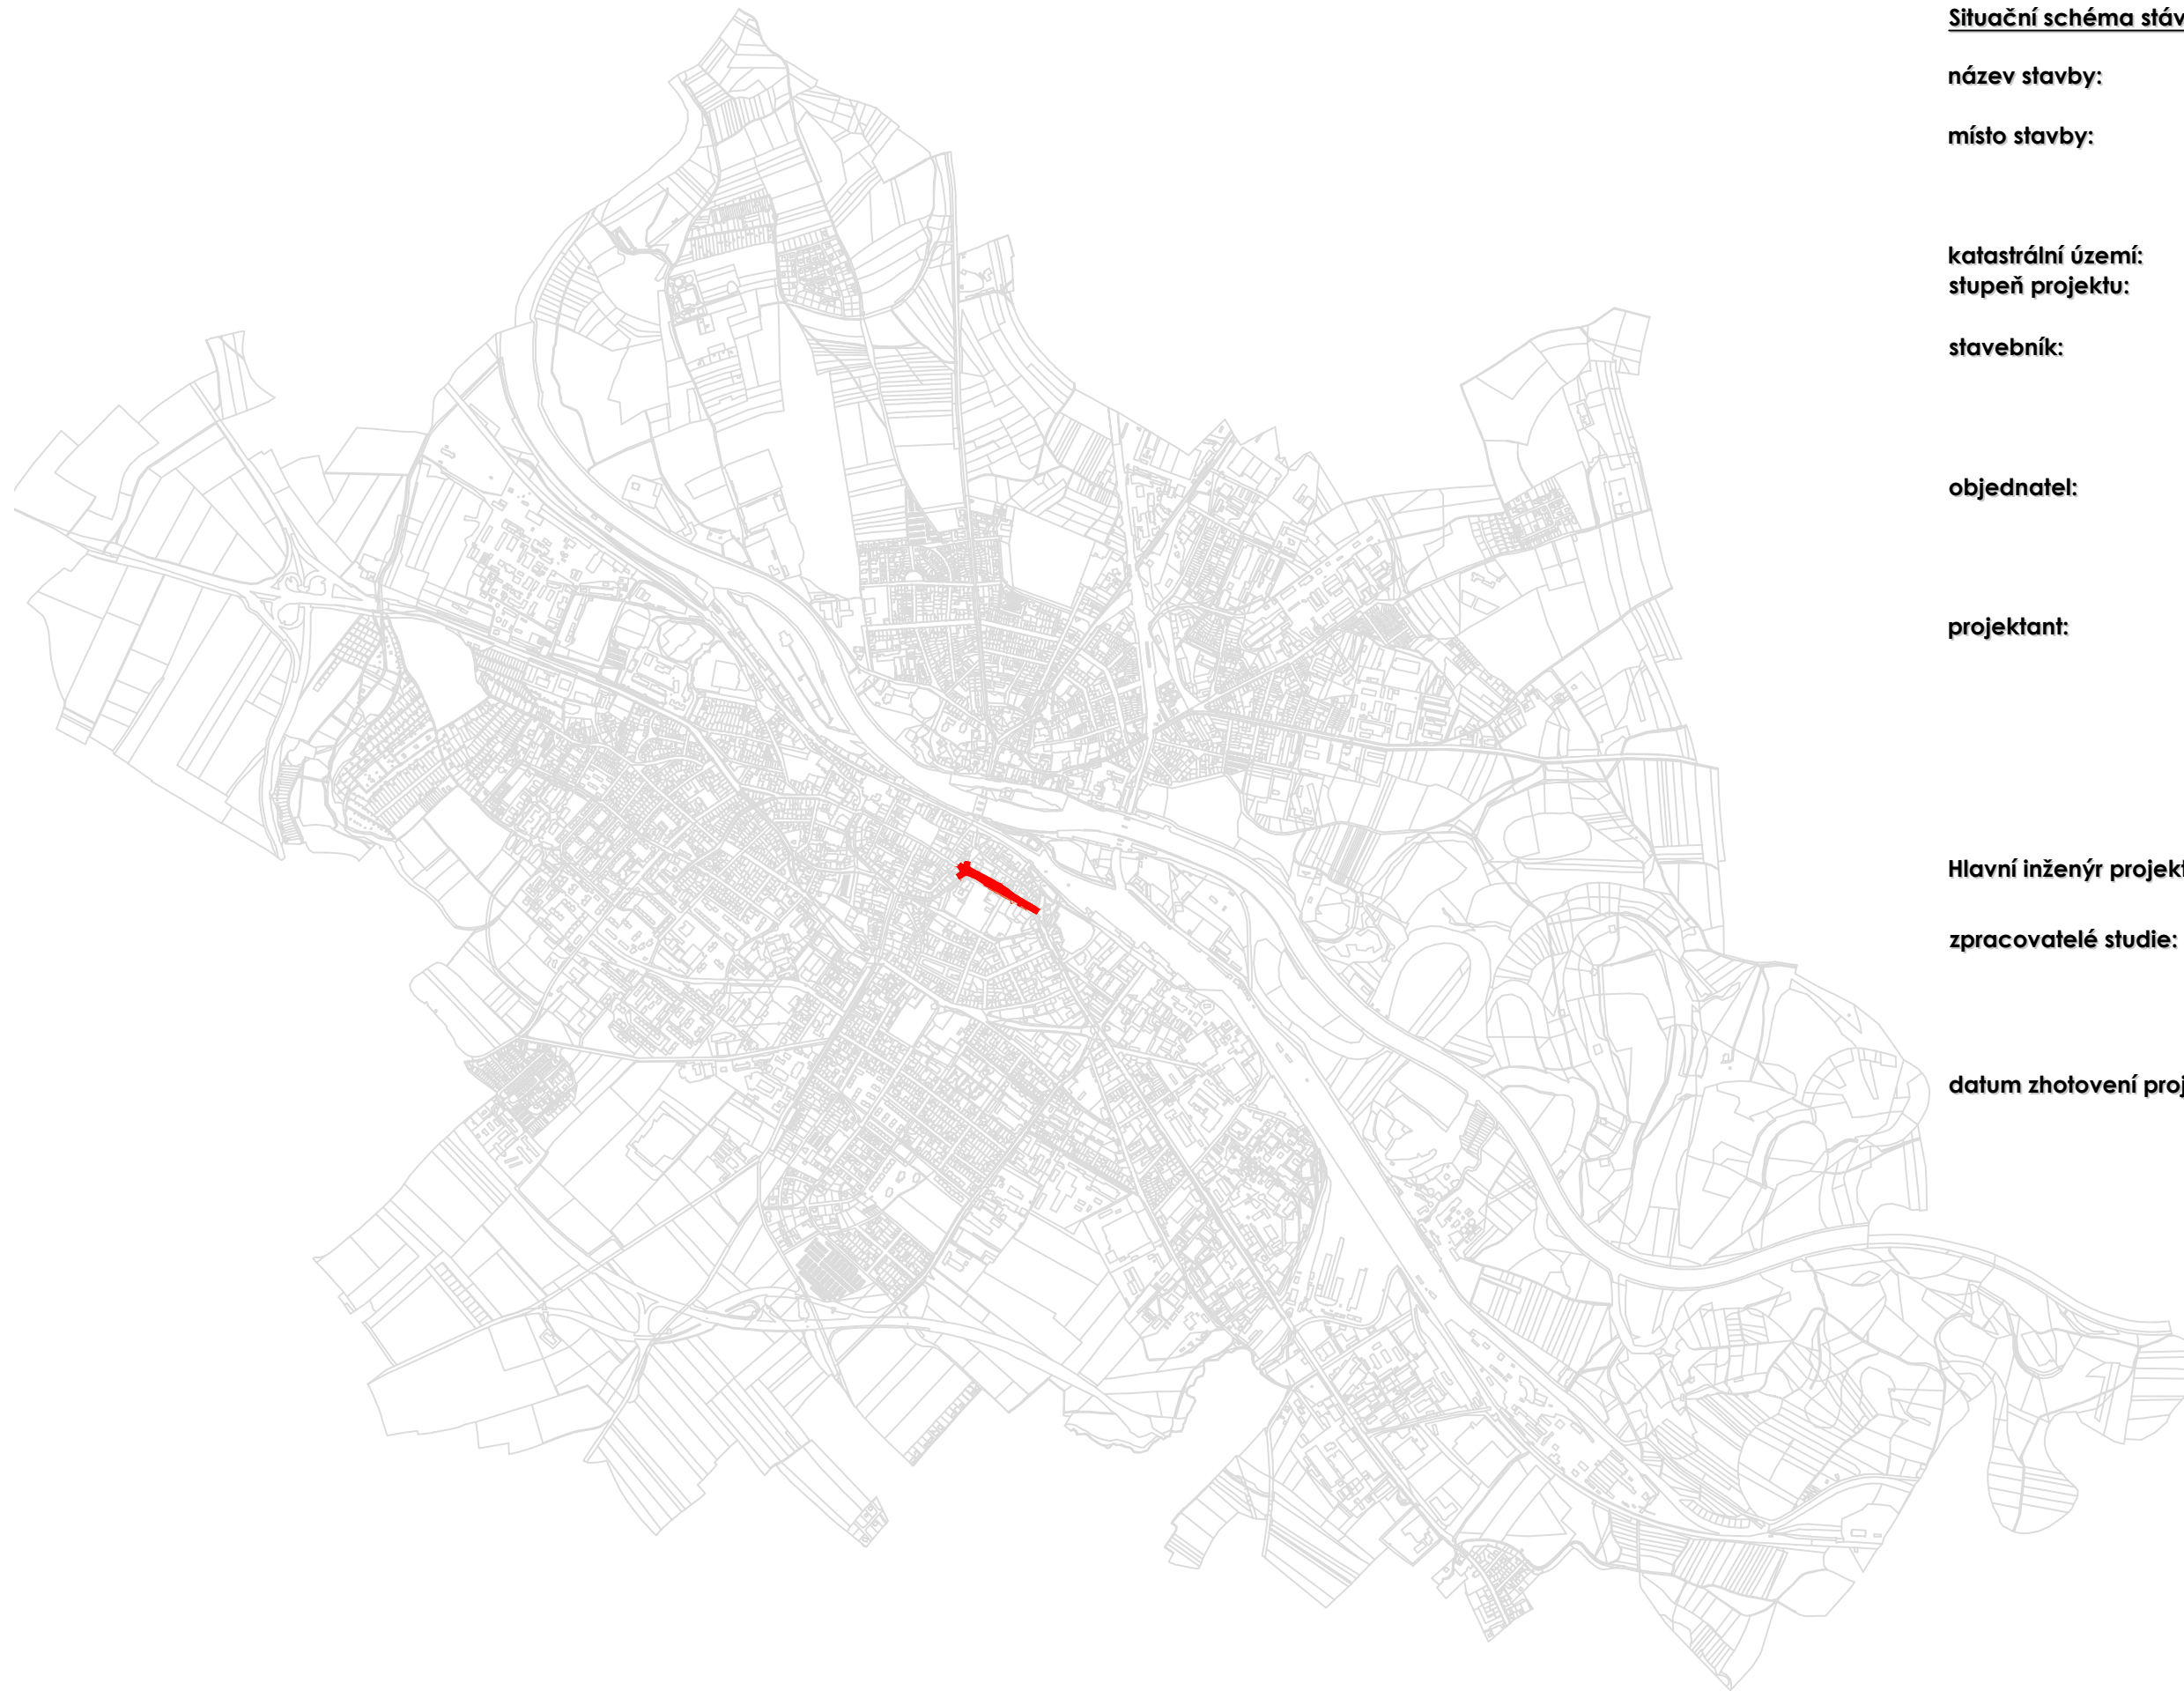 Situační schéma stáv
název stavby:
místo stavby:
katastrální území:
stupeň projektu:
stavebník:
objednatel:
projektant:
Hlavní inženýr projekt
zpracovatelé studie:
datum zhotovení proj